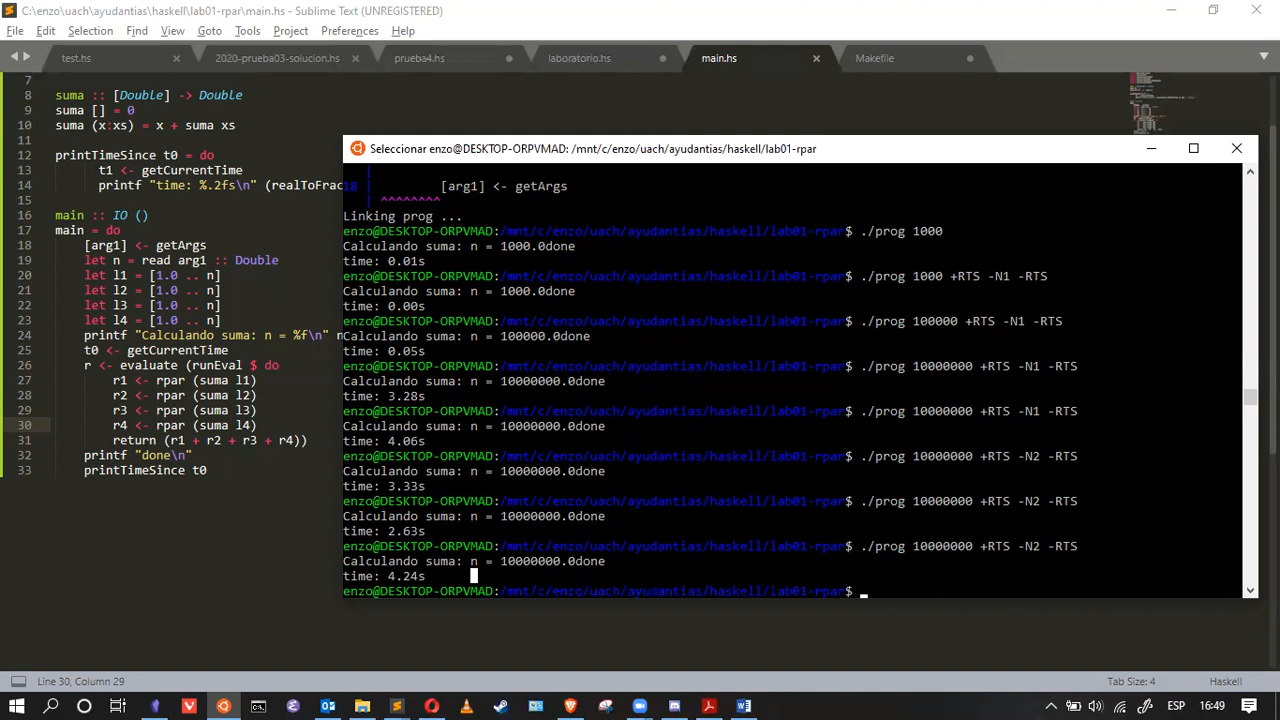 C:\enzo\uach\ayudantias\haskell\lab01-rpar\main.hs - Sublime Text (UNREGISTERED)
File Edit Selection Find View Goto Tools Project Preferences Help
test.hs 2020-prueba03-solucion.hs prueba4.hs laboratorio.hs main.hs Makefile
7
8 suma :: [Double] -> Double
9 suma [] = 0
10 suma (x:xs) = x + suma xs
11
12 printTimeSince t0 = do
13 t1 <- getCurrentTime
14 printf "time: %.2fs\n" (realToFrac
15
16 main :: IO ()
17 main = do
18 [arg1] <- getArgs
19 let n = read arg1 :: Double
20 let l1 = [1.0 .. n]
21 let l2 = [1.0 .. n]
22 let l3 = [1.0 .. n]
23 let l4 = [1.0 .. n]
24 printf "Calculando suma: n = %f\n" n
25 t0 <- getCurrentTime
26 r <- evaluate (runEval $ do
27 r1 <- rpar (suma l1)
28 r2 <- rpar (suma l2)
29 r3 <- rpar (suma l3)
30 r4 <- rpar (suma l4)
31 return (r1 + r2 + r3 + r4))
32 printf "done\n"
33 printTimeSince t0
Seleccionar enzo@DESKTOP-ORPVMAD: /mnt/c/enzo/uach/ayudantias/haskell/lab01-rpar
|
18 | [arg1] <- getArgs
| ^^^^^^^^
Linking prog ...
enzo@DESKTOP-ORPVMAD:/mnt/c/enzo/uach/ayudantias/haskell/lab01-rpar$ ./prog 1000
Calculando suma: n = 1000.0done
time: 0.01s
enzo@DESKTOP-ORPVMAD:/mnt/c/enzo/uach/ayudantias/haskell/lab01-rpar$ ./prog 1000 +RTS -N1 -RTS
Calculando suma: n = 1000.0done
time: 0.00s
enzo@DESKTOP-ORPVMAD:/mnt/c/enzo/uach/ayudantias/haskell/lab01-rpar$ ./prog 100000 +RTS -N1 -RTS
Calculando suma: n = 100000.0done
time: 0.05s
enzo@DESKTOP-ORPVMAD:/mnt/c/enzo/uach/ayudantias/haskell/lab01-rpar$ ./prog 10000000 +RTS -N1 -RTS
Calculando suma: n = 10000000.0done
time: 3.28s
enzo@DESKTOP-ORPVMAD:/mnt/c/enzo/uach/ayudantias/haskell/lab01-rpar$ ./prog 10000000 +RTS -N1 -RTS
Calculando suma: n = 10000000.0done
time: 4.06s
enzo@DESKTOP-ORPVMAD:/mnt/c/enzo/uach/ayudantias/haskell/lab01-rpar$ ./prog 10000000 +RTS -N2 -RTS
Calculando suma: n = 10000000.0done
time: 3.33s
enzo@DESKTOP-ORPVMAD:/mnt/c/enzo/uach/ayudantias/haskell/lab01-rpar$ ./prog 10000000 +RTS -N2 -RTS
Calculando suma: n = 10000000.0done
time: 2.63s
enzo@DESKTOP-ORPVMAD:/mnt/c/enzo/uach/ayudantias/haskell/lab01-rpar$ ./prog 10000000 +RTS -N2 -RTS
Calculando suma: n = 10000000.0done
time: 4.24s
enzo@DESKTOP-ORPVMAD:/mnt/c/enzo/uach/ayudantias/haskell/lab01-rpar$
Line 30, Column 29 Tab Size: 4 Haskell
ESP 16:49